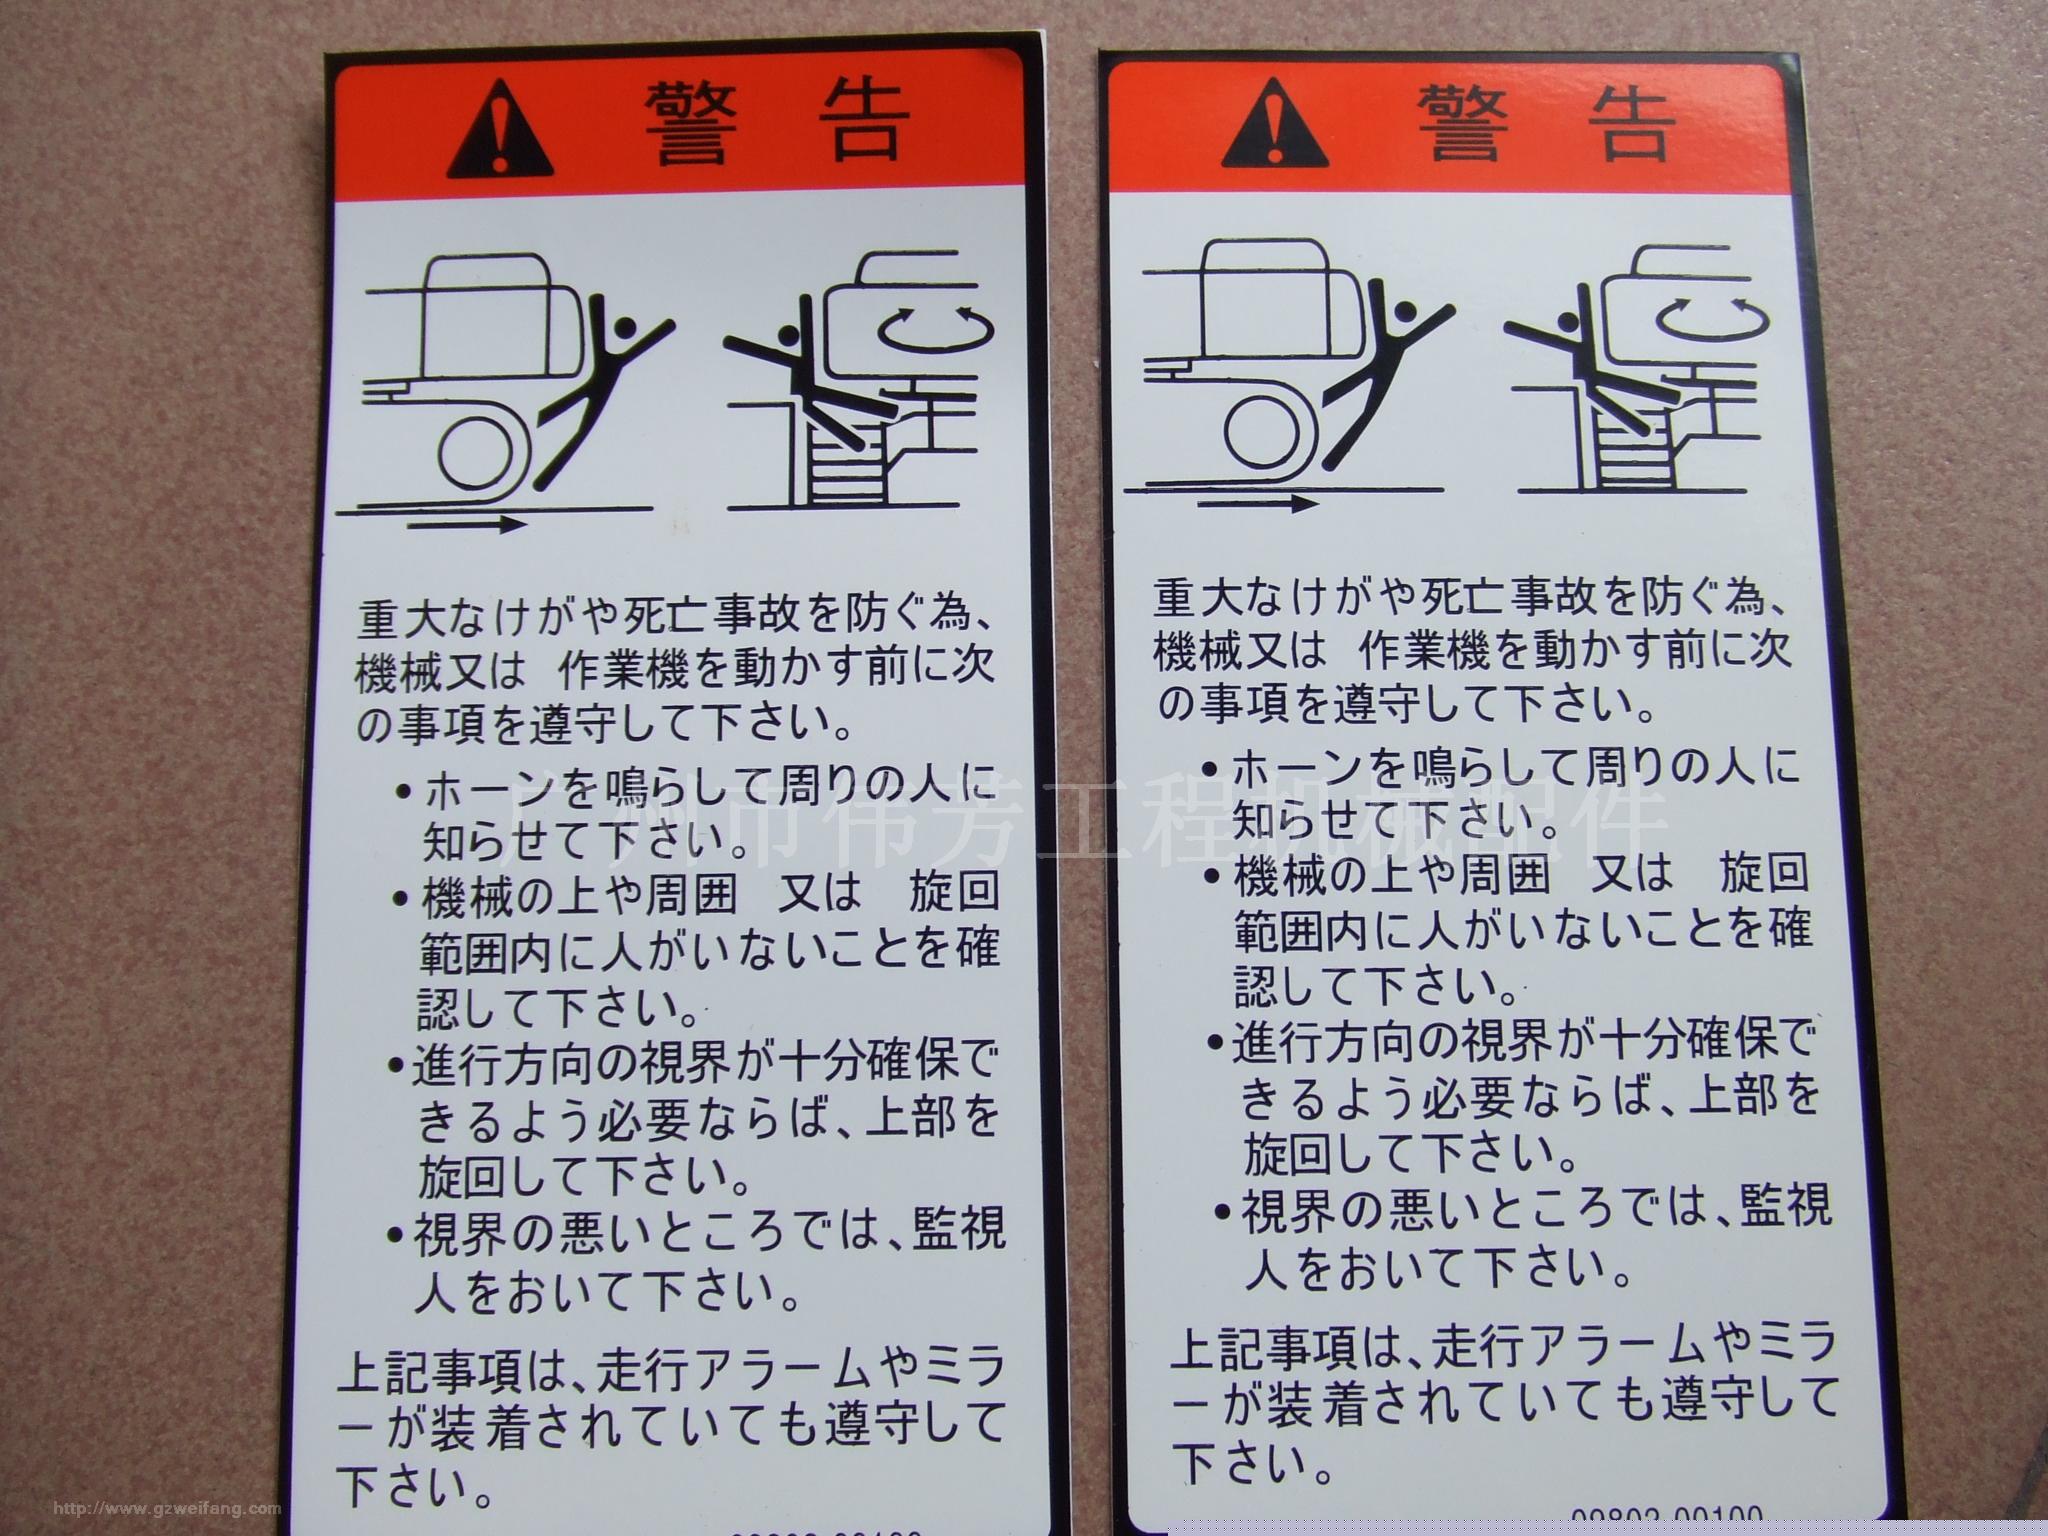 警告
重大なけがや死亡事故を防ぐ為、
機械又は 作業機を動かす前に次
の事項を遵守して下さい。
•ホーンを鳴らして周りの人に
知らせて下さい。
•機械の上や周囲 又は 旋回
範囲内に人がいないことを確
認して下さい。
•進行方向の視界が十分確保で
きるよう必要ならば、上部を
旋回して下さい。
•視界の悪いところでは、監視
人をおいて下さい。
上記事項は、走行アラームやミラ
ーが装着されていても遵守して
下さい。
警告
重大なけがや死亡事故を防ぐ為、
機械又は 作業機を動かす前に次
の事項を遵守して下さい。
•ホーンを鳴らして周りの人に
知らせて下さい。
•機械の上や周囲 又は 旋回
範囲内に人がいないことを確
認して下さい。
•進行方向の視界が十分確保で
きるよう必要ならば、上部を
旋回して下さい。
•視界の悪いところでは、監視
人をおいて下さい。
上記事項は、走行アラームやミラ
ーが装着されていても遵守して
下さい。
广州市伟芳工程机械配件
http://www.gzweifang.com